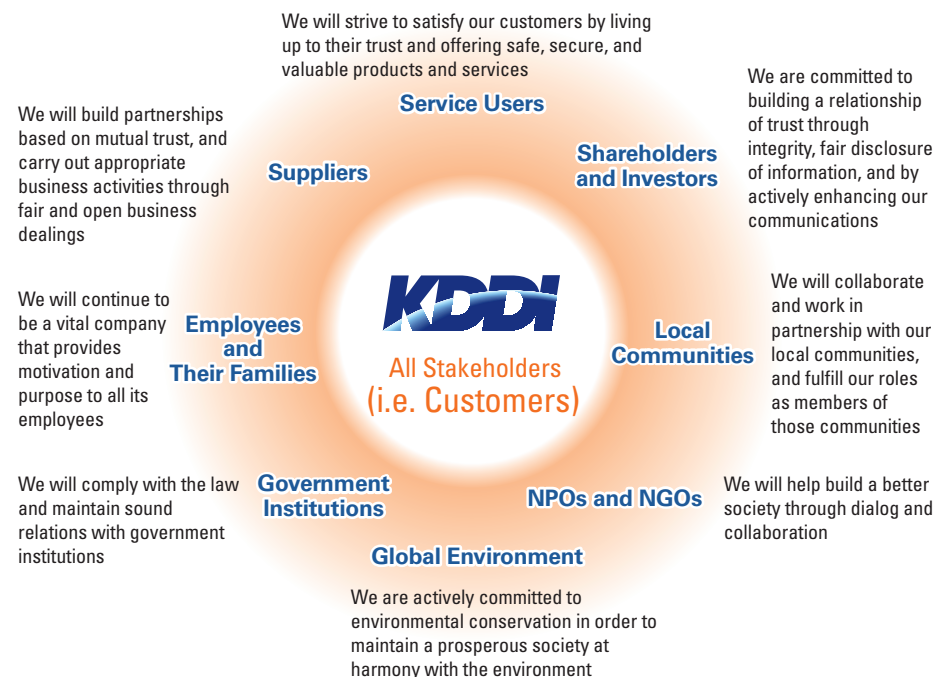 We will strive to satisfy our customers by living
up to their trust and offering safe, secure, and
valuable products and services
Service Users
We are committed to
building a relationship
of trust through
integrity, fair disclosure
of information, and by
actively enhancing our
communications
Shareholders
and Investors
We will build partnerships
based on mutual trust, and
carry out appropriate
business activities through
fair and open business
dealings
Suppliers
KDDI
All Stakeholders
(i.e. Customers)
We will continue to
be a vital company
that provides
motivation and
purpose to all its
employees
Employees
and
Their Families
Local
Communities
We will collaborate
and work in
partnership with our
local communities,
and fulfill our roles
as members of
those communities
We will comply with the law
and maintain sound
relations with government
institutions
Government
Institutions
NPOs and NGOs
We will help build a better
society through dialog and
collaboration
Global Environment
We are actively committed to
environmental conservation in order to
maintain a prosperous society at
harmony with the environment